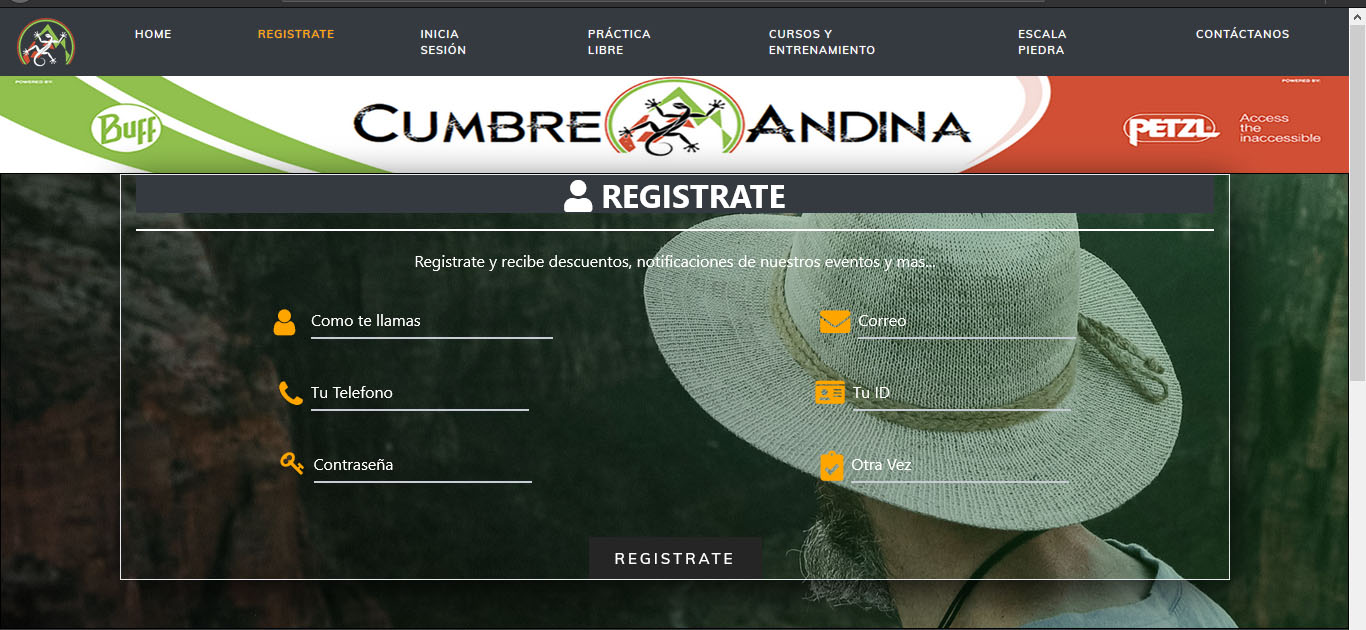 HOME
REGISTRATE
INICIA
SESIÓN
PRÁCTICA
LIBRE
CURSOS Y
ENTRENAMIENTO
ESCALA
PIEDRA
CONTÁCTANOS
POWERED BY:
POWERED BY:
Buff
CUMBRE ANDINA
PETZL
Access
the
inaccessible
REGISTRATE
Registrate y recibe descuentos, notificaciones de nuestros eventos y mas...
Como te llamas
Correo
Tu Telefono
Tu ID
Contraseña
Otra Vez
REGISTRATE